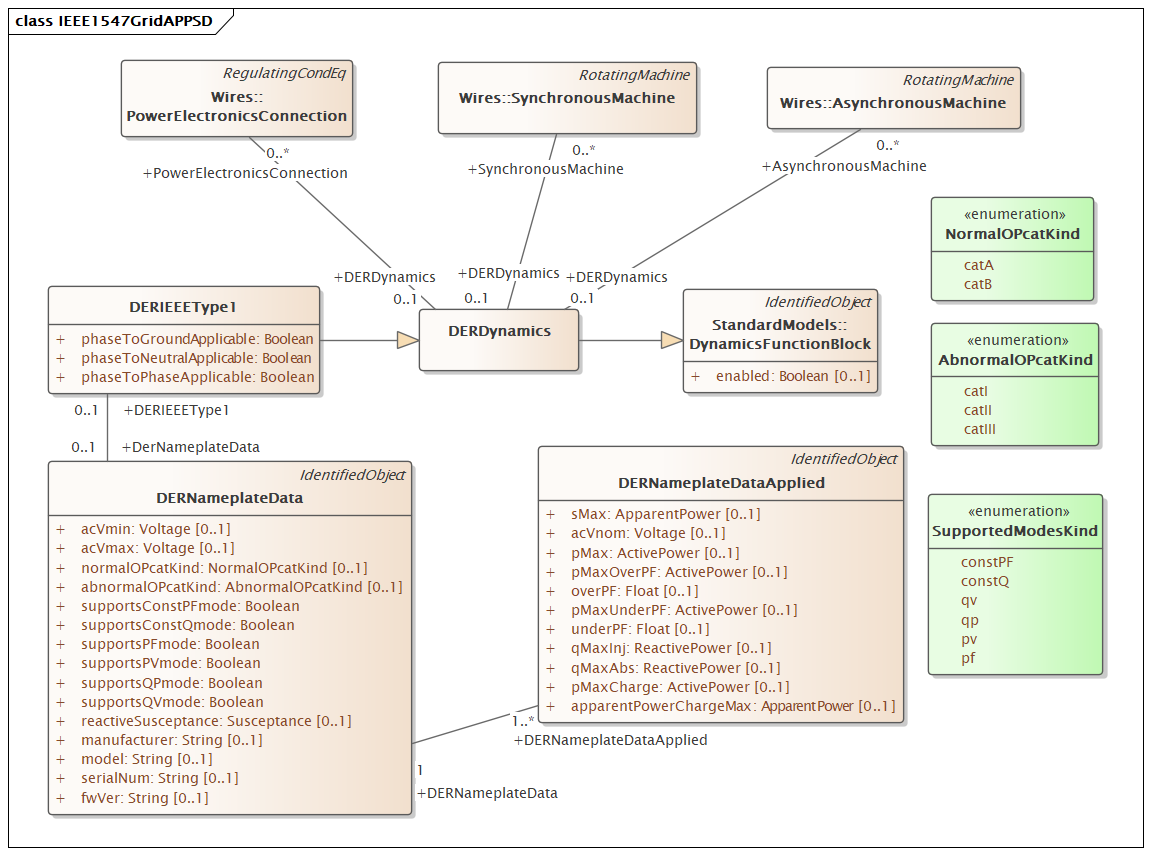 class IEEE1547GridAPPSD
RegulatingCondEq
Wires::
PowerElectronicsConnection
RotatingMachine
Wires::SynchronousMachine
RotatingMachine
Wires::AsynchronousMachine
0..*
+PowerElectronicsConnection
0..*
+SynchronousMachine
0..*
+AsynchronousMachine
+DERDynamics
0..1
+DERDynamics
0..1
+DERDynamics
0..1
«enumeration»
NormalOPcatKind
catA
catB
DERIEEEType1
+ phaseToGroundApplicable: Boolean
+ phaseToNeutralApplicable: Boolean
+ phaseToPhaseApplicable: Boolean
DERDynamics
IdentifiedObject
StandardModels::
DynamicsFunctionBlock
+ enabled: Boolean [0..1]
«enumeration»
AbnormalOPcatKind
catI
catII
catIII
0..1 +DERIEEEType1
0..1 +DerNameplateData
IdentifiedObject
DERNameplateData
+ acVmin: Voltage [0..1]
+ acVmax: Voltage [0..1]
+ normalOPcatKind: NormalOPcatKind [0..1]
+ abnormalOPcatKind: AbnormalOPcatKind [0..1]
+ supportsConstPFmode: Boolean
+ supportsConstQmode: Boolean
+ supportsPFmode: Boolean
+ supportsPVmode: Boolean
+ supportsQPmode: Boolean
+ supportsQVmode: Boolean
+ reactiveSusceptance: Susceptance [0..1]
+ manufacturer: String [0..1]
+ model: String [0..1]
+ serialNum: String [0..1]
+ fwVer: String [0..1]
IdentifiedObject
DERNameplateDataApplied
+ sMax: ApparentPower [0..1]
+ acVnom: Voltage [0..1]
+ pMax: ActivePower [0..1]
+ pMaxOverPF: ActivePower [0..1]
+ overPF: Float [0..1]
+ pMaxUnderPF: ActivePower [0..1]
+ underPF: Float [0..1]
+ qMaxInj: ReactivePower [0..1]
+ qMaxAbs: ReactivePower [0..1]
+ pMaxCharge: ActivePower [0..1]
+ apparentPowerChargeMax: ApparentPower [0..1]
«enumeration»
SupportedModesKind
constPF
constQ
qv
qp
pv
pf
1..*
+DERNameplateDataApplied
1
+DERNameplateData